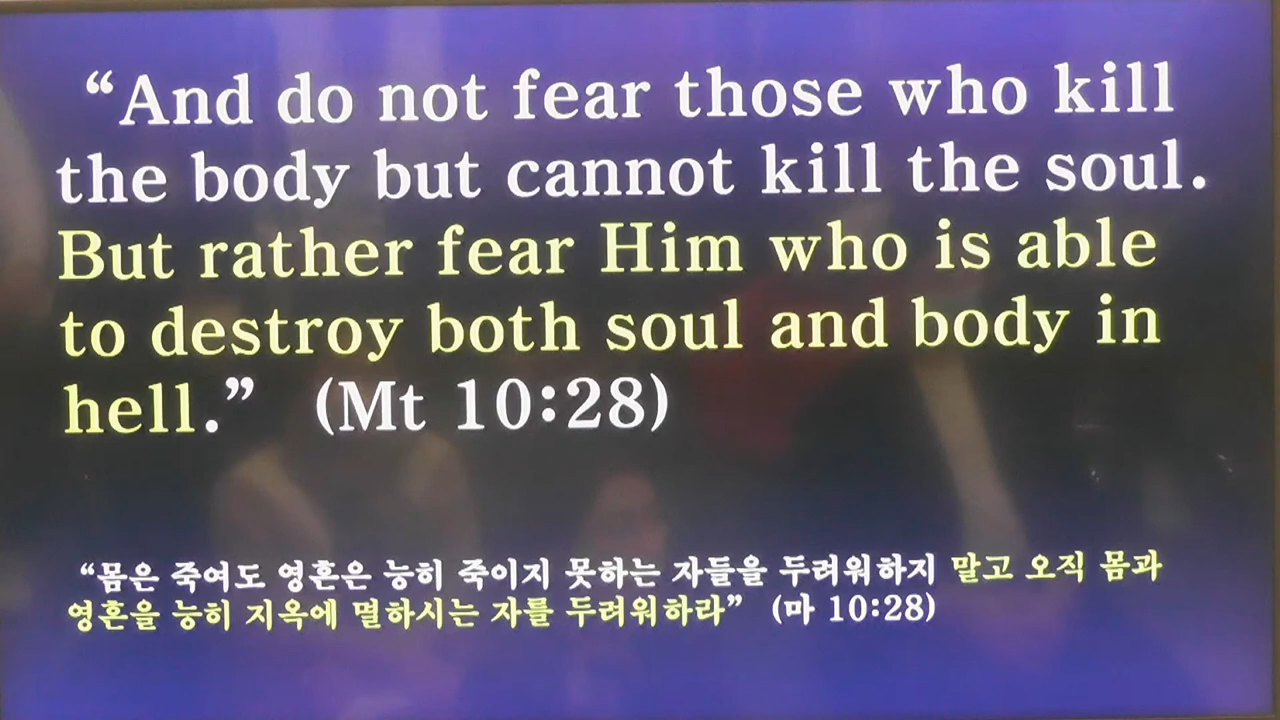 “And do not fear those who kill
the body but cannot kill the soul.
But rather fear Him who is able
to destroy both soul and body in
hell.” (Mt 10:28)
“몸은 죽여도 영혼은 능히 죽이지 못하는 자들을 두려워하지 말고 오직 몸과
영혼을 능히 지옥에 멸하시는 자를 두려워하라” (마 10:28)